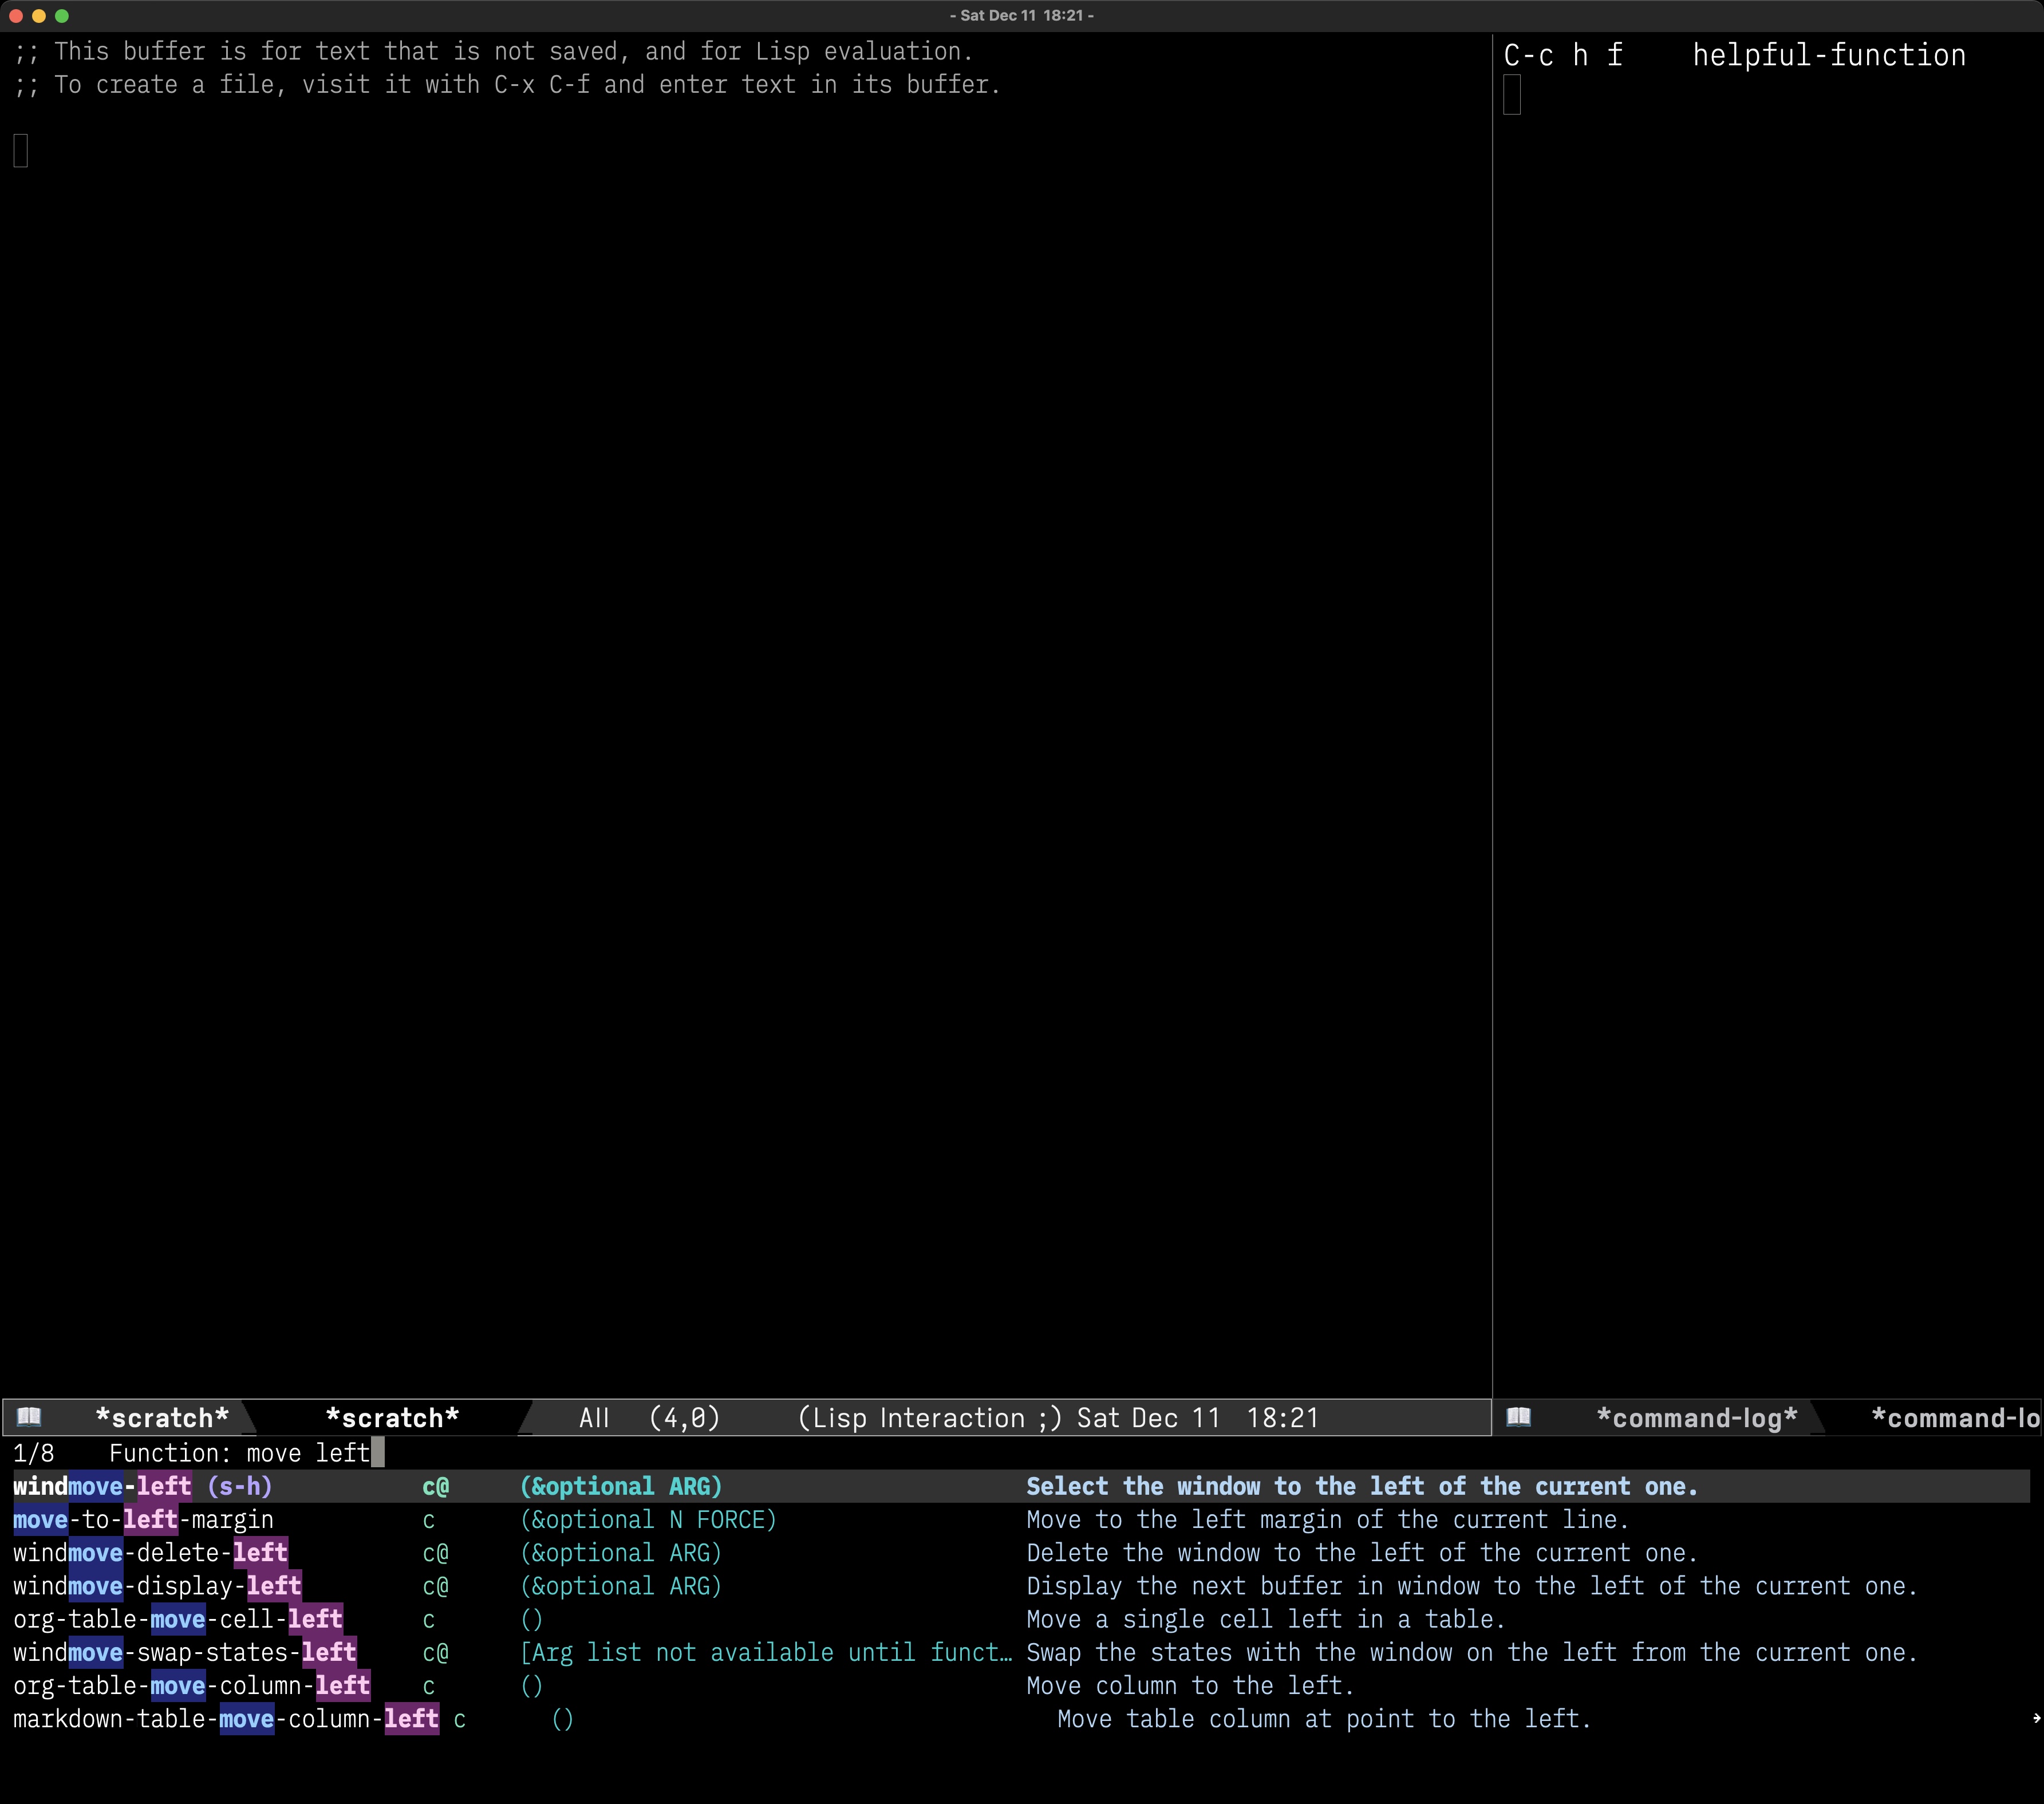 - Sat Dec 11 18:21 -
;; This buffer is for text that is not saved, and for Lisp evaluation.
;; To create a file, visit it with C-x C-f and enter text in its buffer.
C-c h f    helpful-function
*scratch*    *scratch*    All    (4,0)    (Lisp Interaction ;) Sat Dec 11  18:21
*command-log*    *command-lo
1/8    Function: move left
windmove-left (s-h)    c@    (&optional ARG)    Select the window to the left of the current one.
move-to-left-margin    c    (&optional N FORCE)    Move to the left margin of the current line.
windmove-delete-left    c@    (&optional ARG)    Delete the window to the left of the current one.
windmove-display-left    c@    (&optional ARG)    Display the next buffer in window to the left of the current one.
org-table-move-cell-left    c    ()    Move a single cell left in a table.
windmove-swap-states-left    c@    [Arg list not available until funct… Swap the states with the window on the left from the current one.
org-table-move-column-left    c    ()    Move column to the left.
markdown-table-move-column-left c    ()    Move table column at point to the left.